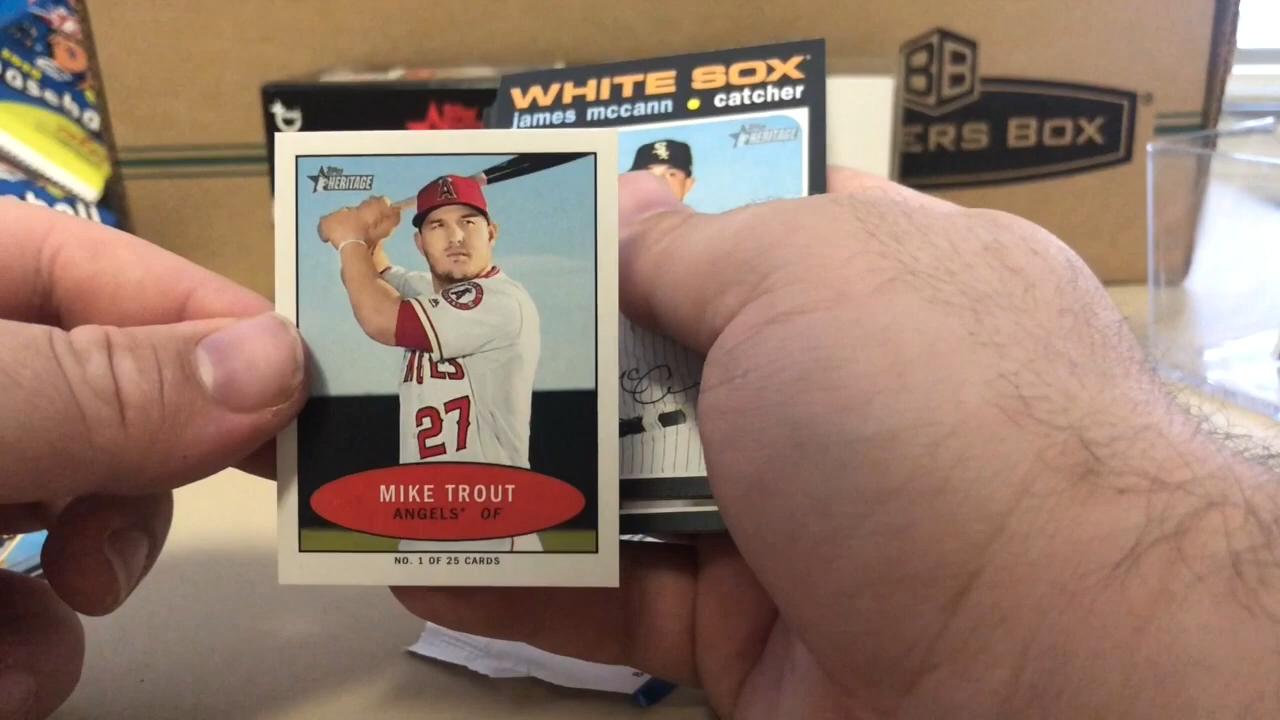 WHITE SOX
james mccann • catcher
Topps HERITAGE
Topps HERITAGE
A
27
MIKE TROUT
ANGELS® OF
NO. 1 OF 25 CARDS
BB
ERS BOX